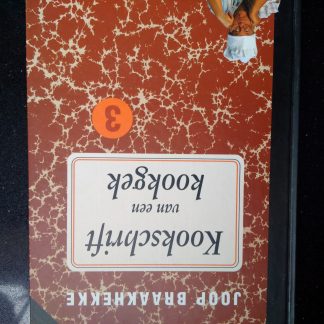 JOOP BRAAKHEKKE
Kookschrift
van een
kookgek
3